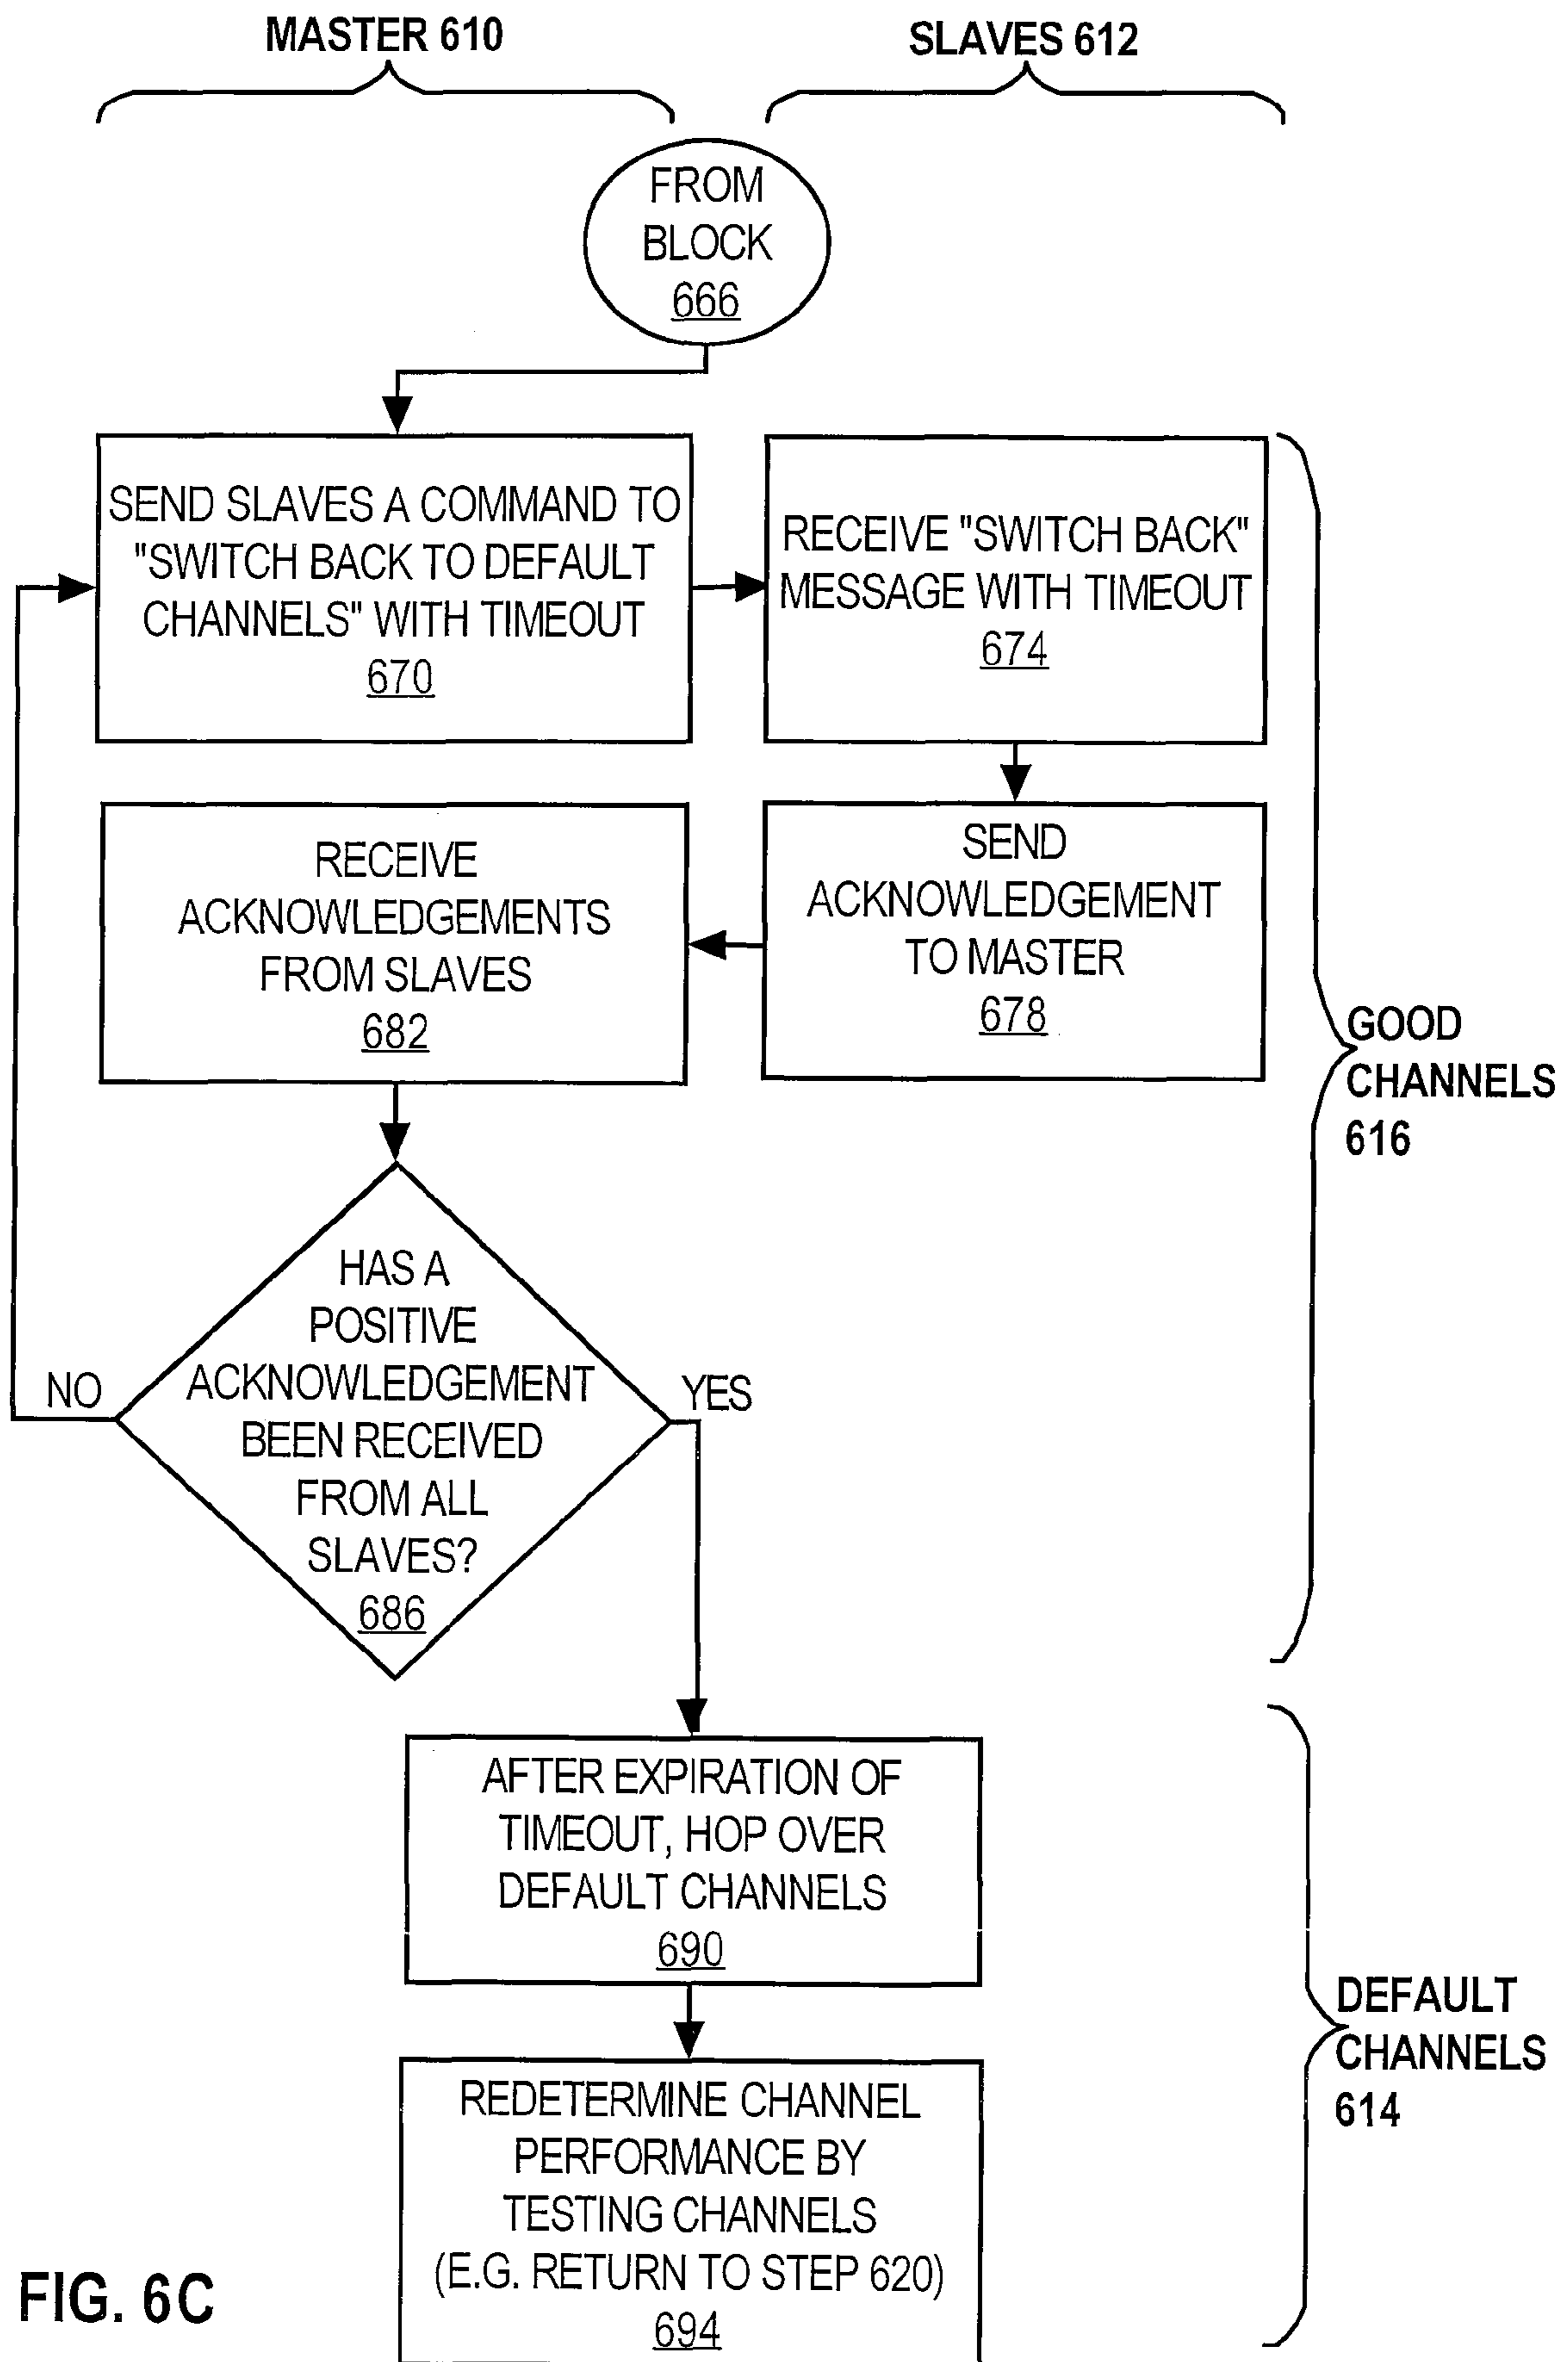 MASTER 610
SLAVES 612
FROM
BLOCK
666
SEND SLAVES A COMMAND TO
"SWITCH BACK TO DEFAULT
CHANNELS" WITH TIMEOUT
670
RECEIVE "SWITCH BACK"
MESSAGE WITH TIMEOUT
674
RECEIVE
ACKNOWLEDGEMENTS
FROM SLAVES
682
SEND
ACKNOWLEDGEMENT
TO MASTER
678
GOOD
CHANNELS
616
HAS A
POSITIVE
ACKNOWLEDGEMENT
BEEN RECEIVED
FROM ALL
SLAVES?
686
NO
YES
AFTER EXPIRATION OF
TIMEOUT, HOP OVER
DEFAULT CHANNELS
690
DEFAULT
CHANNELS
614
REDETERMINE CHANNEL
PERFORMANCE BY
TESTING CHANNELS
(E.G. RETURN TO STEP 620)
694
FIG. 6C